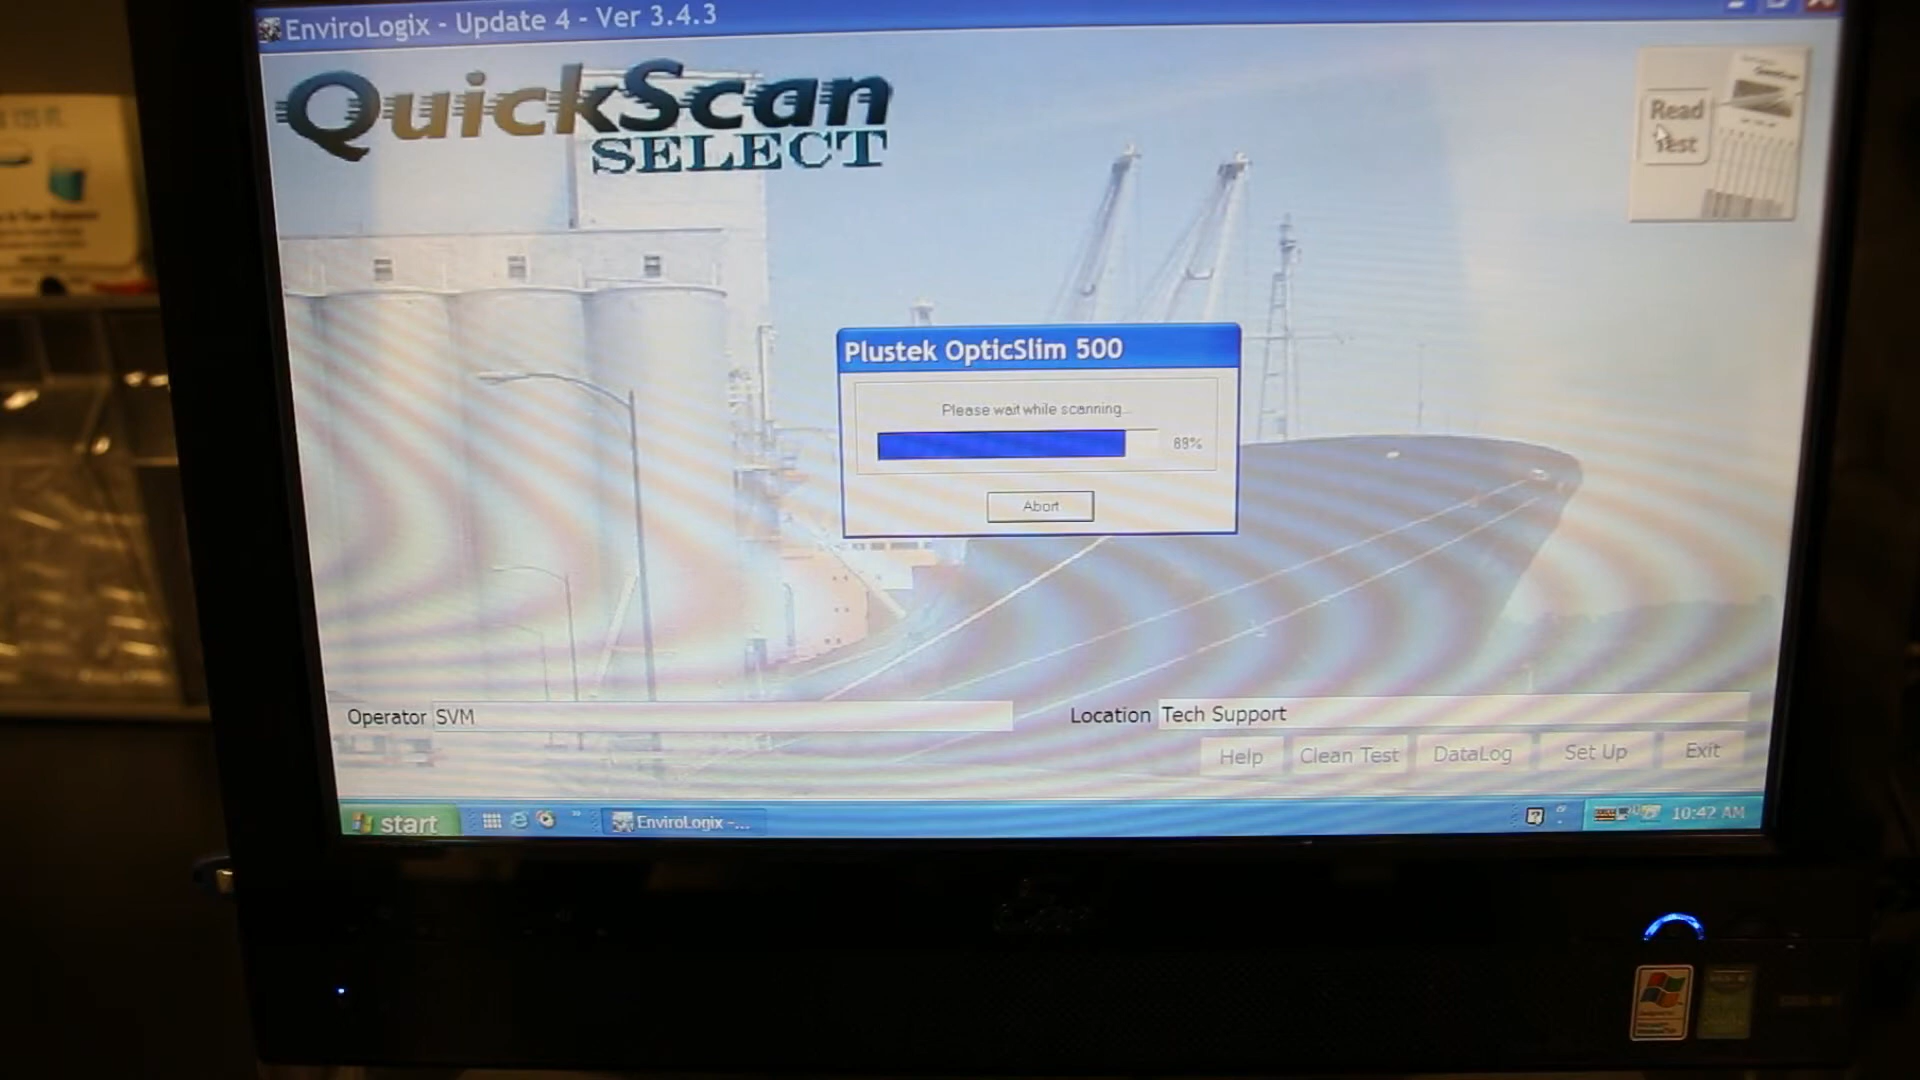 EnviroLogix - Update 4 - Ver 3.4.3
QuickScan
SELECT
Read
Test
Plustek OpticSlim 500
Please wait while scanning...
89%
Abort
Operator SVM
Location Tech Support
Help Clean Test DataLog Set Up Exit
start
EnviroLogix -...
10:42 AM